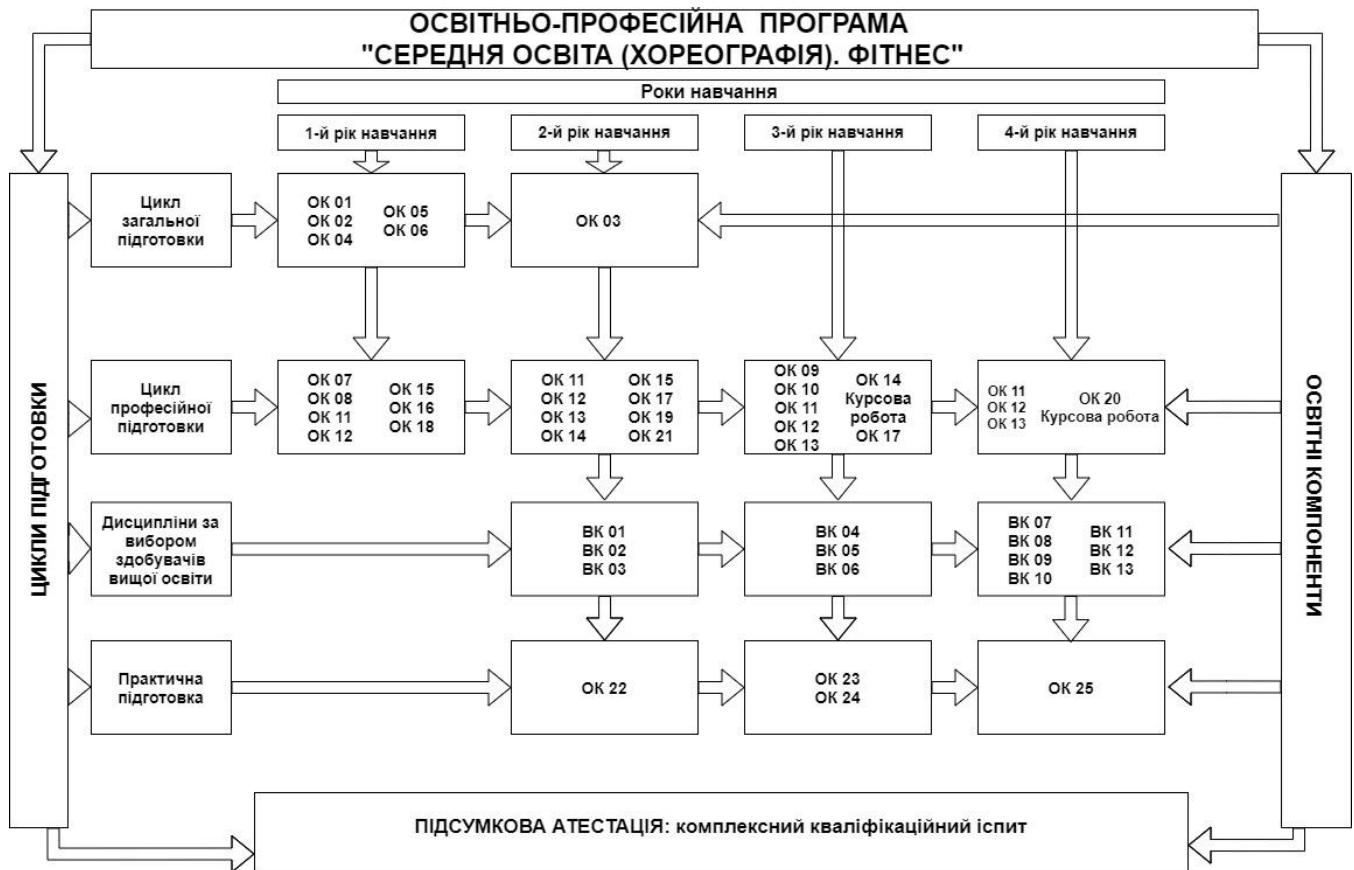 ОСВІТНЬО-ПРОФЕСІЙНА ПРОГРАМА
"СЕРЕДНЯ ОСВІТА (ХОРЕОГРАФІЯ). ФІТНЕС"
Роки навчання
1-й рік навчання
2-й рік навчання
3-й рік навчання
4-й рік навчання
ЦИКЛИ ПІДГОТОВКИ
Цикл
загальної
підготовки
ОК 01
ОК 02
ОК 04
ОК 05
ОК 06
ОК 03
Цикл
професійної
підготовки
ОК 07
ОК 08
ОК 11
ОК 12
ОК 15
ОК 16
ОК 18
ОК 11
ОК 12
ОК 13
ОК 14
ОК 15
ОК 17
ОК 19
ОК 21
ОК 09
ОК 10
ОК 11
ОК 12
ОК 13
ОК 14
Курсова
робота
ОК 17
ОК 11
ОК 12
ОК 13
ОК 20
Курсова робота
Дисципліни за
вибором
здобувачів
вищої освіти
ВК 01
ВК 02
ВК 03
ВК 04
ВК 05
ВК 06
ВК 07
ВК 08
ВК 09
ВК 10
ВК 11
ВК 12
ВК 13
Практична
підготовка
ОК 22
ОК 23
ОК 24
ОК 25
ОСВІТНІ КОМПОНЕНТИ
ПІДСУМКОВА АТЕСТАЦІЯ: комплексний кваліфікаційний іспит